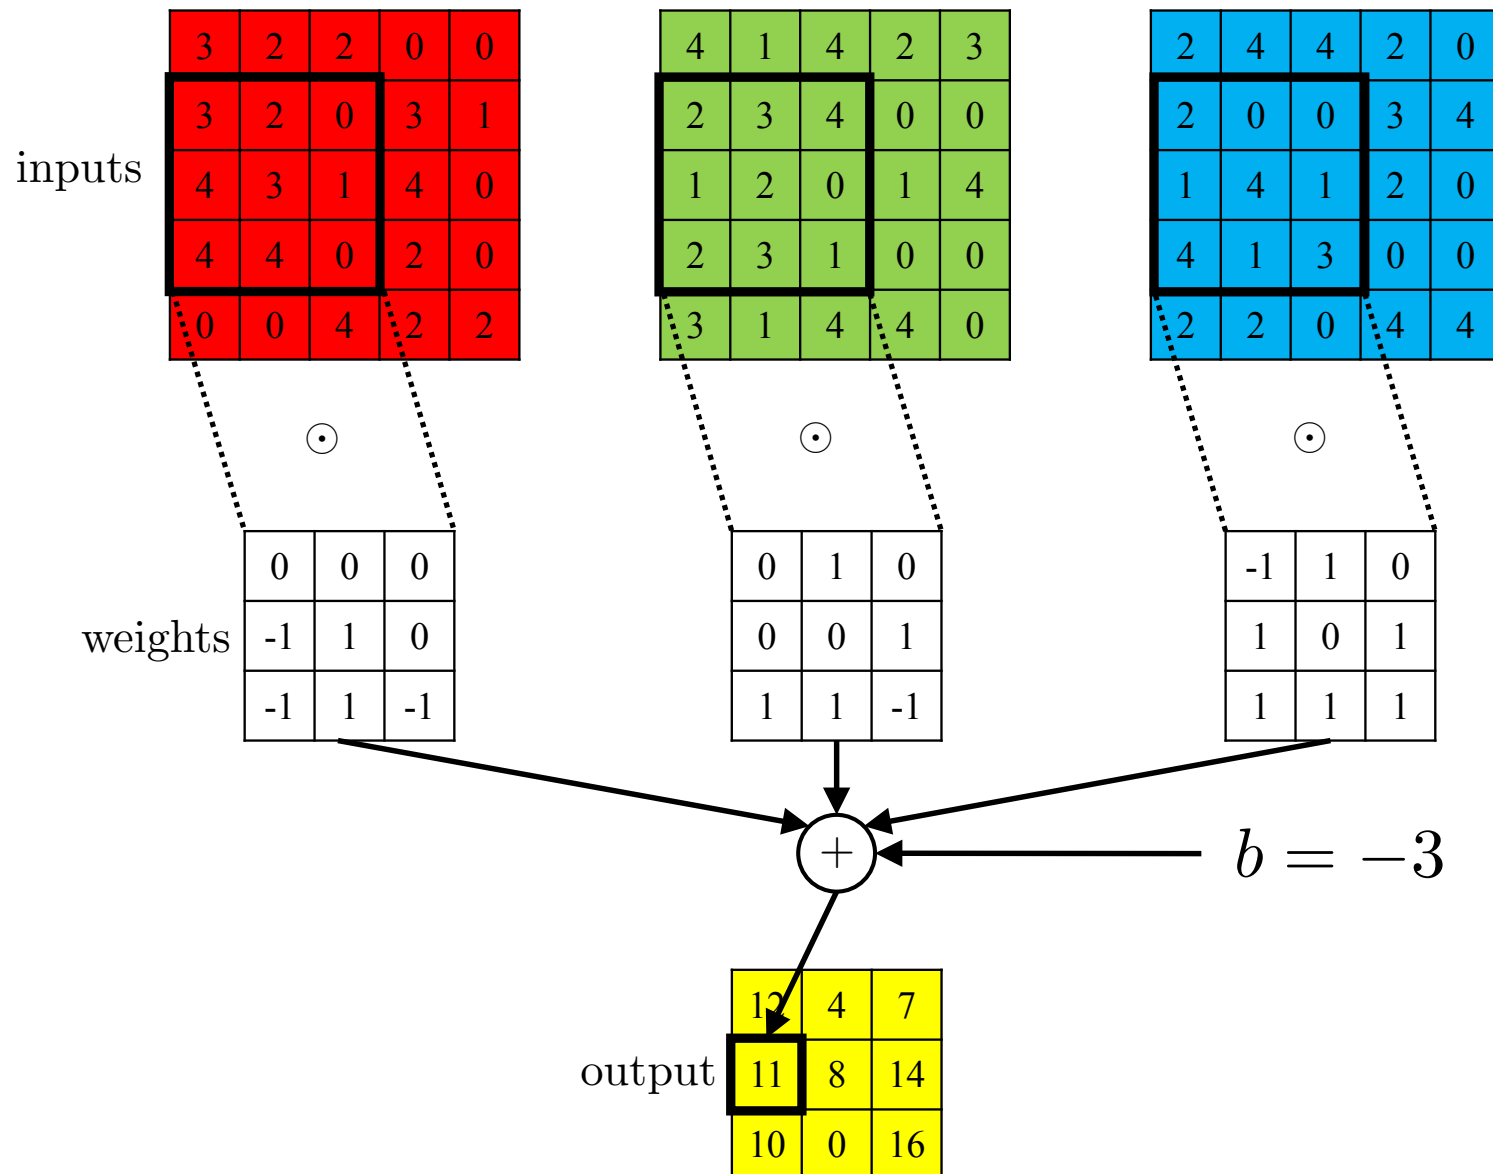 3 2 2 0 0 4 1 4 2 3 2 4 4 2 0
3 2 0 3 1 2 3 4 0 0 2 0 0 3 4
inputs 4 3 1 4 0 1 2 0 1 4 1 4 1 2 0
4 4 0 2 0 2 3 1 0 0 4 1 3 0 0
0 0 4 2 2 3 1 4 4 0 2 2 0 4 4
⊙ ⊙ ⊙
0 0 0 0 1 0 -1 1 0
weights -1 1 0 0 0 1 1 0 1
-1 1 -1 1 1 -1 1 1 1
+ b = −3
12 4 7
output 11 8 14
10 0 16